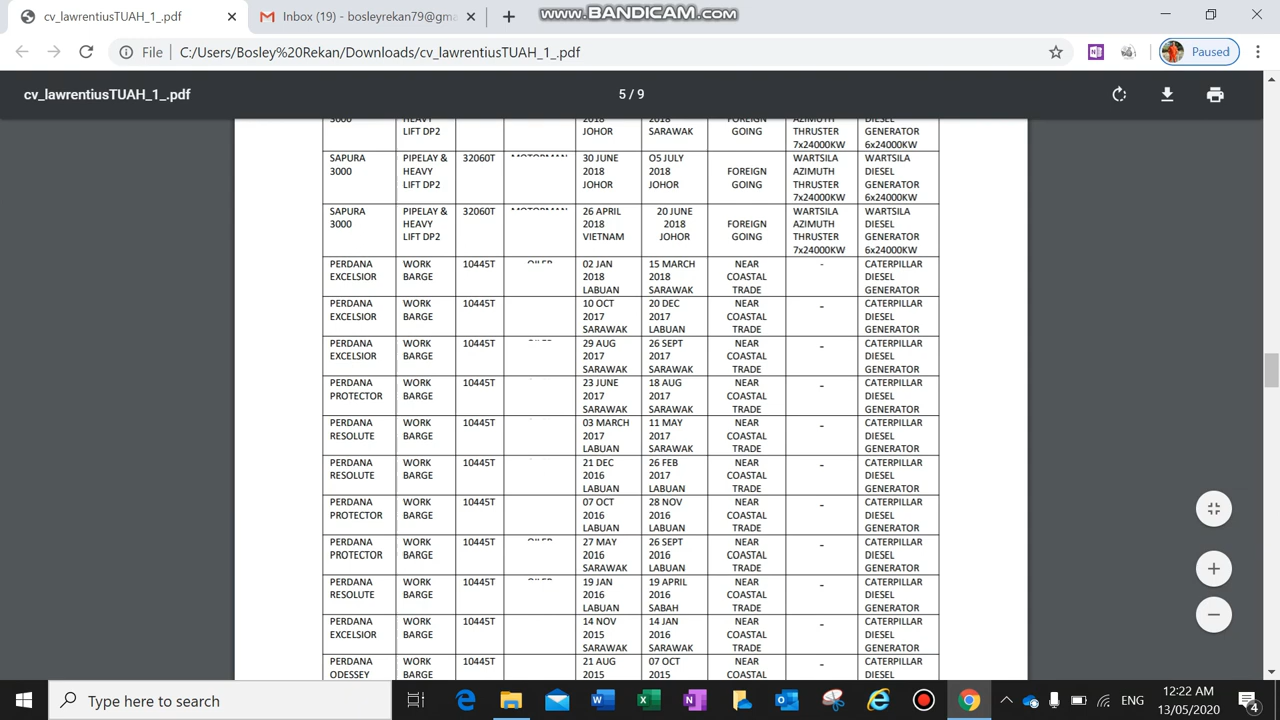 cv_lawrentiusTUAH_1_.pdf
Inbox (19) - bosleyrekan79@gma
WWW.BANDICAM.COM
File C:/Users/Bosley%20Rekan/Downloads/cv_lawrentiusTUAH_1_.pdf
Paused
cv_lawrentiusTUAH_1_.pdf
5 / 9
3000 HEAVY 2018 2018 FOREIGN AZIMUTH DIESEL
LIFT DP2 JOHOR SARAWAK GOING THRUSTER GENERATOR
7x24000KW 6x24000KW
SAPURA PIPELAY & 32060T MOTORMAN 30 JUNE O5 JULY WARTSILA WARTSILA
3000 HEAVY 2018 2018 FOREIGN AZIMUTH DIESEL
LIFT DP2 JOHOR JOHOR GOING THRUSTER GENERATOR
7x24000KW 6x24000KW
SAPURA PIPELAY & 32060T MOTORMAN 26 APRIL 20 JUNE WARTSILA WARTSILA
3000 HEAVY 2018 2018 FOREIGN AZIMUTH DIESEL
LIFT DP2 VIETNAM JOHOR GOING THRUSTER GENERATOR
7x24000KW 6x24000KW
PERDANA WORK 10445T OILER 02 JAN 15 MARCH NEAR - CATERPILLAR
EXCELSIOR BARGE 2018 2018 COASTAL DIESEL
LABUAN SARAWAK TRADE GENERATOR
PERDANA WORK 10445T 10 OCT 20 DEC NEAR - CATERPILLAR
EXCELSIOR BARGE 2017 2017 COASTAL DIESEL
SARAWAK LABUAN TRADE GENERATOR
PERDANA WORK 10445T OILER 29 AUG 26 SEPT NEAR - CATERPILLAR
EXCELSIOR BARGE 2017 2017 COASTAL DIESEL
SARAWAK SARAWAK TRADE GENERATOR
PERDANA WORK 10445T 23 JUNE 18 AUG NEAR - CATERPILLAR
PROTECTOR BARGE 2017 2017 COASTAL DIESEL
SARAWAK SARAWAK TRADE GENERATOR
PERDANA WORK 10445T 03 MARCH 11 MAY NEAR - CATERPILLAR
RESOLUTE BARGE 2017 2017 COASTAL DIESEL
LABUAN SARAWAK TRADE GENERATOR
PERDANA WORK 10445T 21 DEC 26 FEB NEAR - CATERPILLAR
RESOLUTE BARGE 2016 2017 COASTAL DIESEL
LABUAN LABUAN TRADE GENERATOR
PERDANA WORK 10445T 07 OCT 28 NOV NEAR - CATERPILLAR
PROTECTOR BARGE 2016 2016 COASTAL DIESEL
LABUAN LABUAN TRADE GENERATOR
PERDANA WORK 10445T OILER 27 MAY 26 SEPT NEAR - CATERPILLAR
PROTECTOR BARGE 2016 2016 COASTAL DIESEL
SARAWAK LABUAN TRADE GENERATOR
PERDANA WORK 10445T OILER 19 JAN 19 APRIL NEAR - CATERPILLAR
RESOLUTE BARGE 2016 2016 COASTAL DIESEL
LABUAN SABAH TRADE GENERATOR
PERDANA WORK 10445T 14 NOV 14 JAN NEAR - CATERPILLAR
EXCELSIOR BARGE 2015 2016 COASTAL DIESEL
SARAWAK SARAWAK TRADE GENERATOR
PERDANA WORK 10445T 21 AUG 07 OCT NEAR - CATERPILLAR
ODESSEY BARGE 2015 2015 COASTAL DIESEL
Type here to search
ENG
12:22 AM
13/05/2020
4